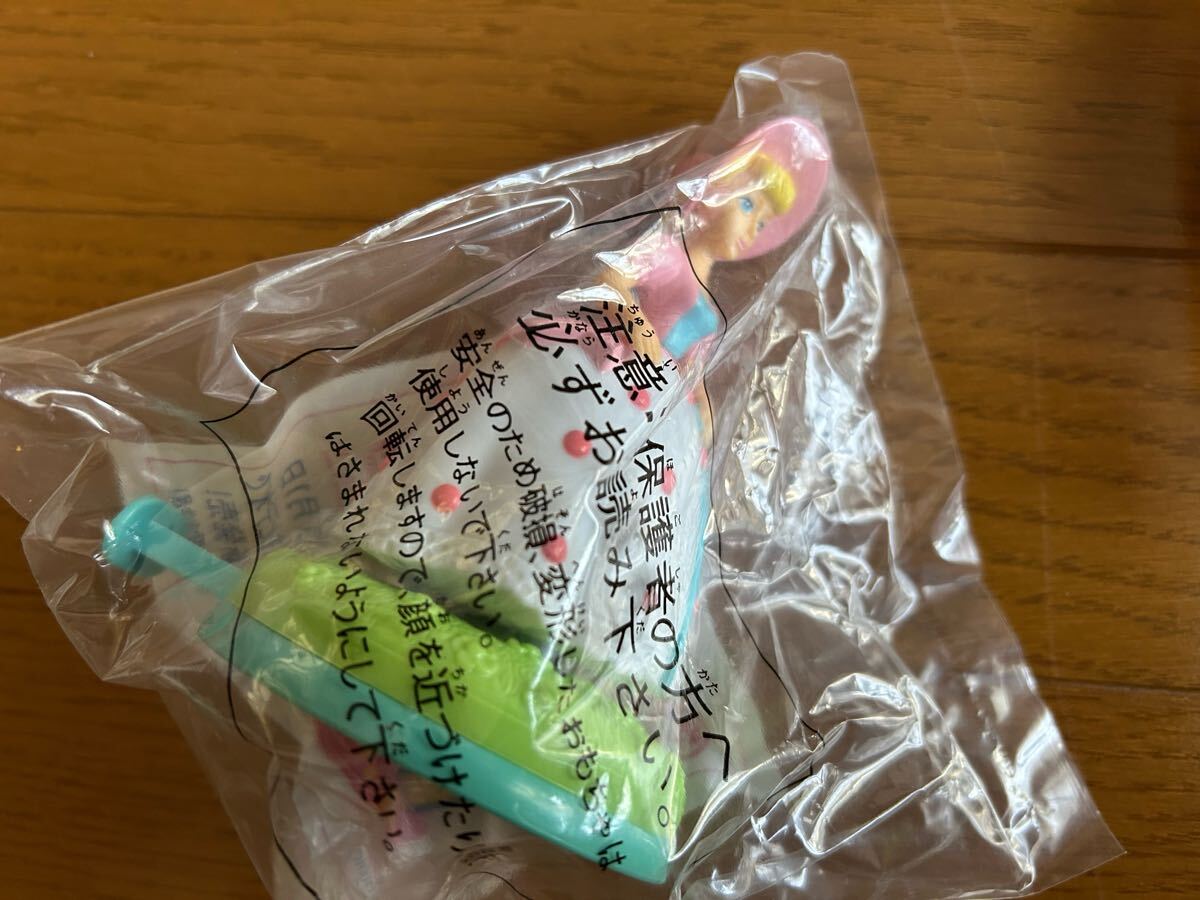 注意、保護者の方へ
必ずお読み下さい。
安全のため破損、変形したおもちゃは
使用しないで下さい。
回転しますので、顔を近づけたり
はさまれないようにして下さい。